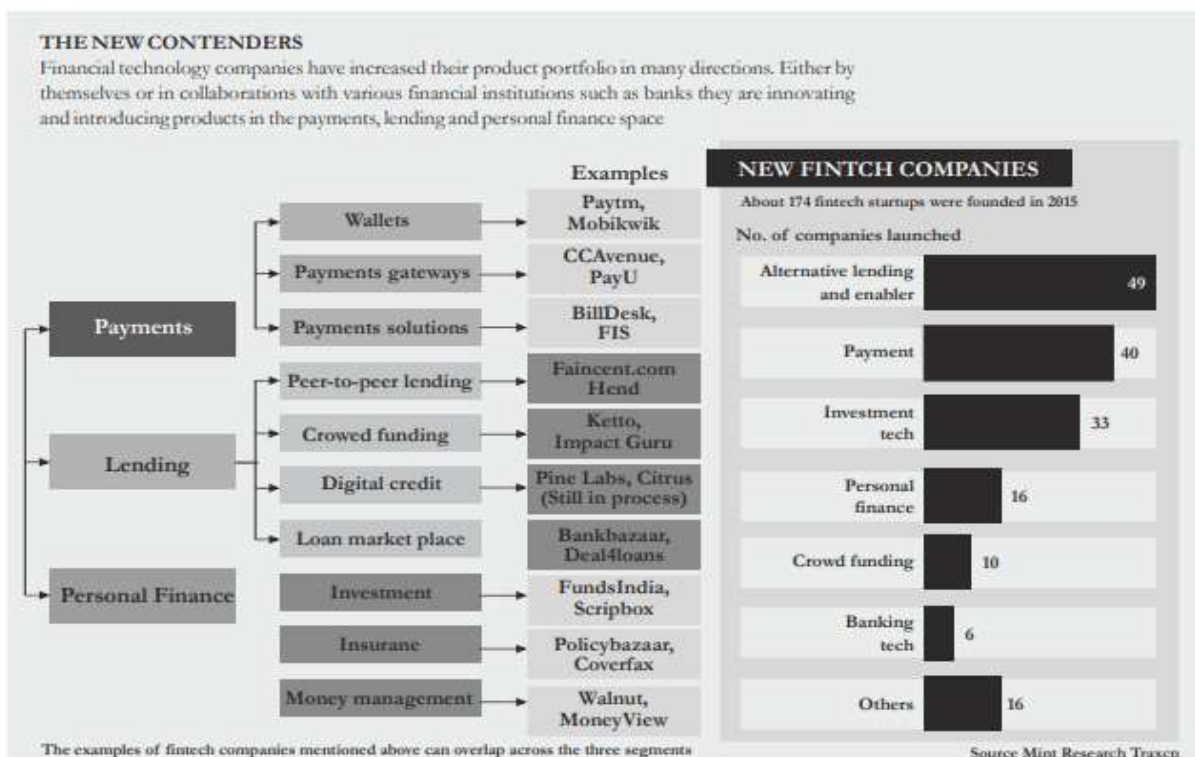 THE NEW CONTENDERS
Financial technology companies have increased their product portfolio in many directions. Either by
themselves or in collaborations with various financial institutions such as banks they are innovating
and introducing products in the payments, lending and personal finance space
Payments
Lending
Personal Finance
Wallets
Payments gateways
Payments solutions
Peer-to-peer lending
Crowed funding
Digital credit
Loan market place
Investment
Insurane
Money management
Examples
Paytm,
Mobikwik
CCAvenue,
PayU
BillDesk,
FIS
Faincent.com
Hend
Ketto,
Impact Guru
Pine Labs, Citrus
(Still in process)
Bankbazaar,
Deal4loans
FundsIndia,
Scripbox
Policybazaar,
Coverfax
Walnut,
MoneyView
The examples of fintech companies mentioned above can overlap across the three segments
NEW FINTCH COMPANIES
About 174 fintech startups were founded in 2015
No. of companies launched
Alternative lending
and enabler
49
Payment
40
Investment
tech
33
Personal
finance
16
Crowd funding
10
Banking
tech
6
Others
16
Source Mint Research Traxcn